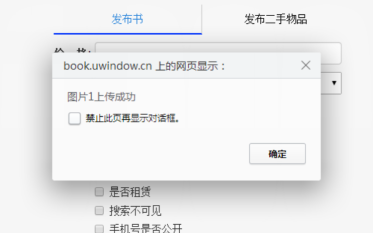 发布书
发布二手物品
价 格:
book.uwindow.cn 上的网页显示：
图片1上传成功
禁止此页再显示对话框。
确定
是否租赁
搜索不可见
手机号是否公开